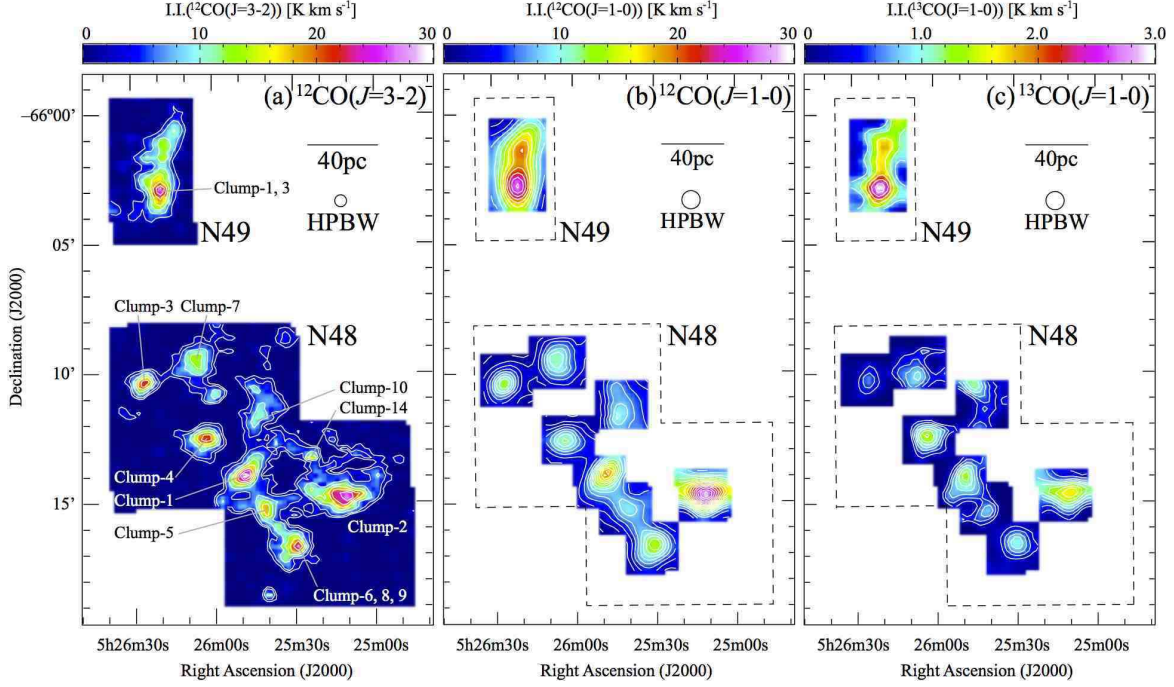 I.I.(¹²CO(J=3-2)) [K km s⁻¹]
I.I.(¹²CO(J=1-0)) [K km s⁻¹]
I.I.(¹³CO(J=1-0)) [K km s⁻¹]
0 10 20 30
0 10 20 30
0 1.0 2.0 3.0
(a) ¹²CO(J=3-2)
(b) ¹²CO(J=1-0)
(c) ¹³CO(J=1-0)
−66°00’
40pc
40pc
40pc
Clump-1, 3
HPBW
HPBW
HPBW
N49
N49
N49
05’
Clump-3
Clump-7
N48
N48
N48
10’
Clump-10
Clump-14
Clump-4
Clump-1
15’
Clump-5
Clump-2
Clump-6, 8, 9
Declination (J2000)
5h26m30s 26m00s 25m30s 25m00s
5h26m30s 26m00s 25m30s 25m00s
5h26m30s 26m00s 25m30s 25m00s
Right Ascension (J2000)
Right Ascension (J2000)
Right Ascension (J2000)